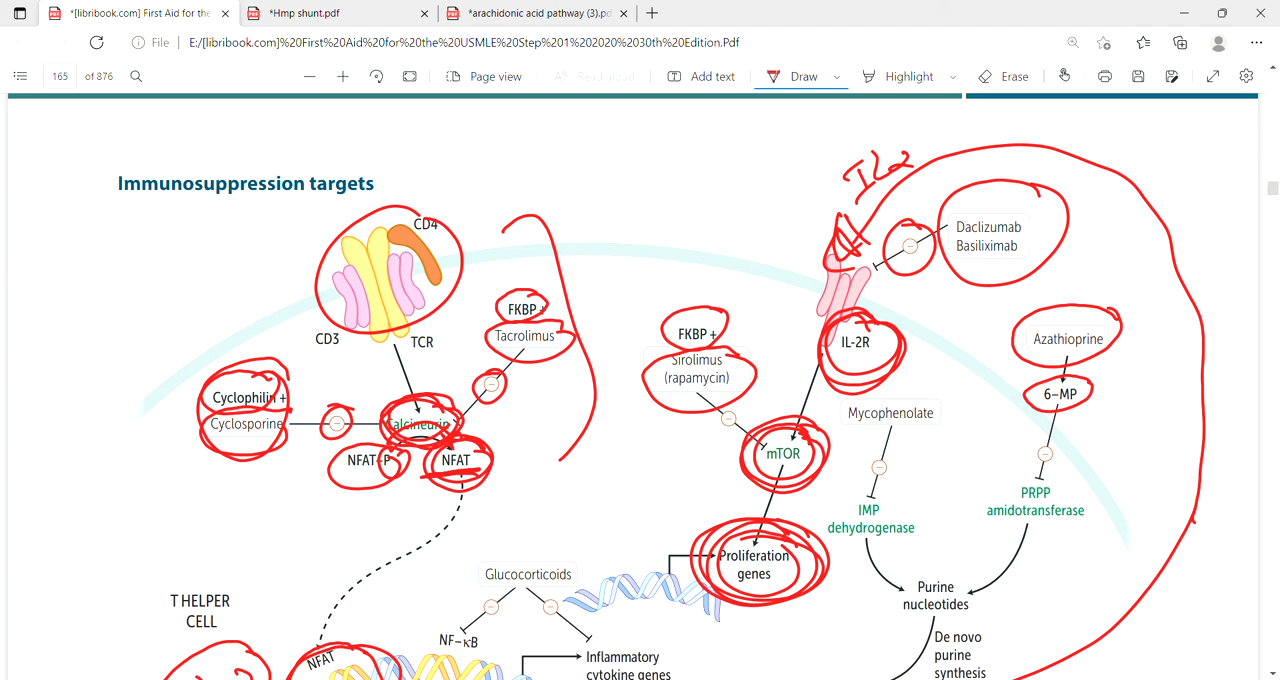 *[libribook.com] First Aid for the
*Hmp shunt.pdf
*arachidonic acid pathway (3).pd
File
E:/[libribook.com]%20First%20Aid%20for%20the%20USMLE%20Step%201%202020%2030th%20Edition.Pdf
165 of 876
Page view
Read aloud
Add text
Draw
Highlight
Erase
Immunosuppression targets
IL2
CD4
CD3
TCR
FKBP +
Tacrolimus
Cyclophilin +
Cyclosporine
Calcineurin
NFAT-P
NFAT
FKBP +
Sirolimus
(rapamycin)
IL-2R
Daclizumab
Basiliximab
Azathioprine
6–MP
mTOR
Mycophenolate
IMP
dehydrogenase
PRPP
amidotransferase
Proliferation
genes
Glucocorticoids
Purine
nucleotides
T HELPER
CELL
NF-κB
De novo
purine
synthesis
NFAT
Inflammatory
cytokine genes